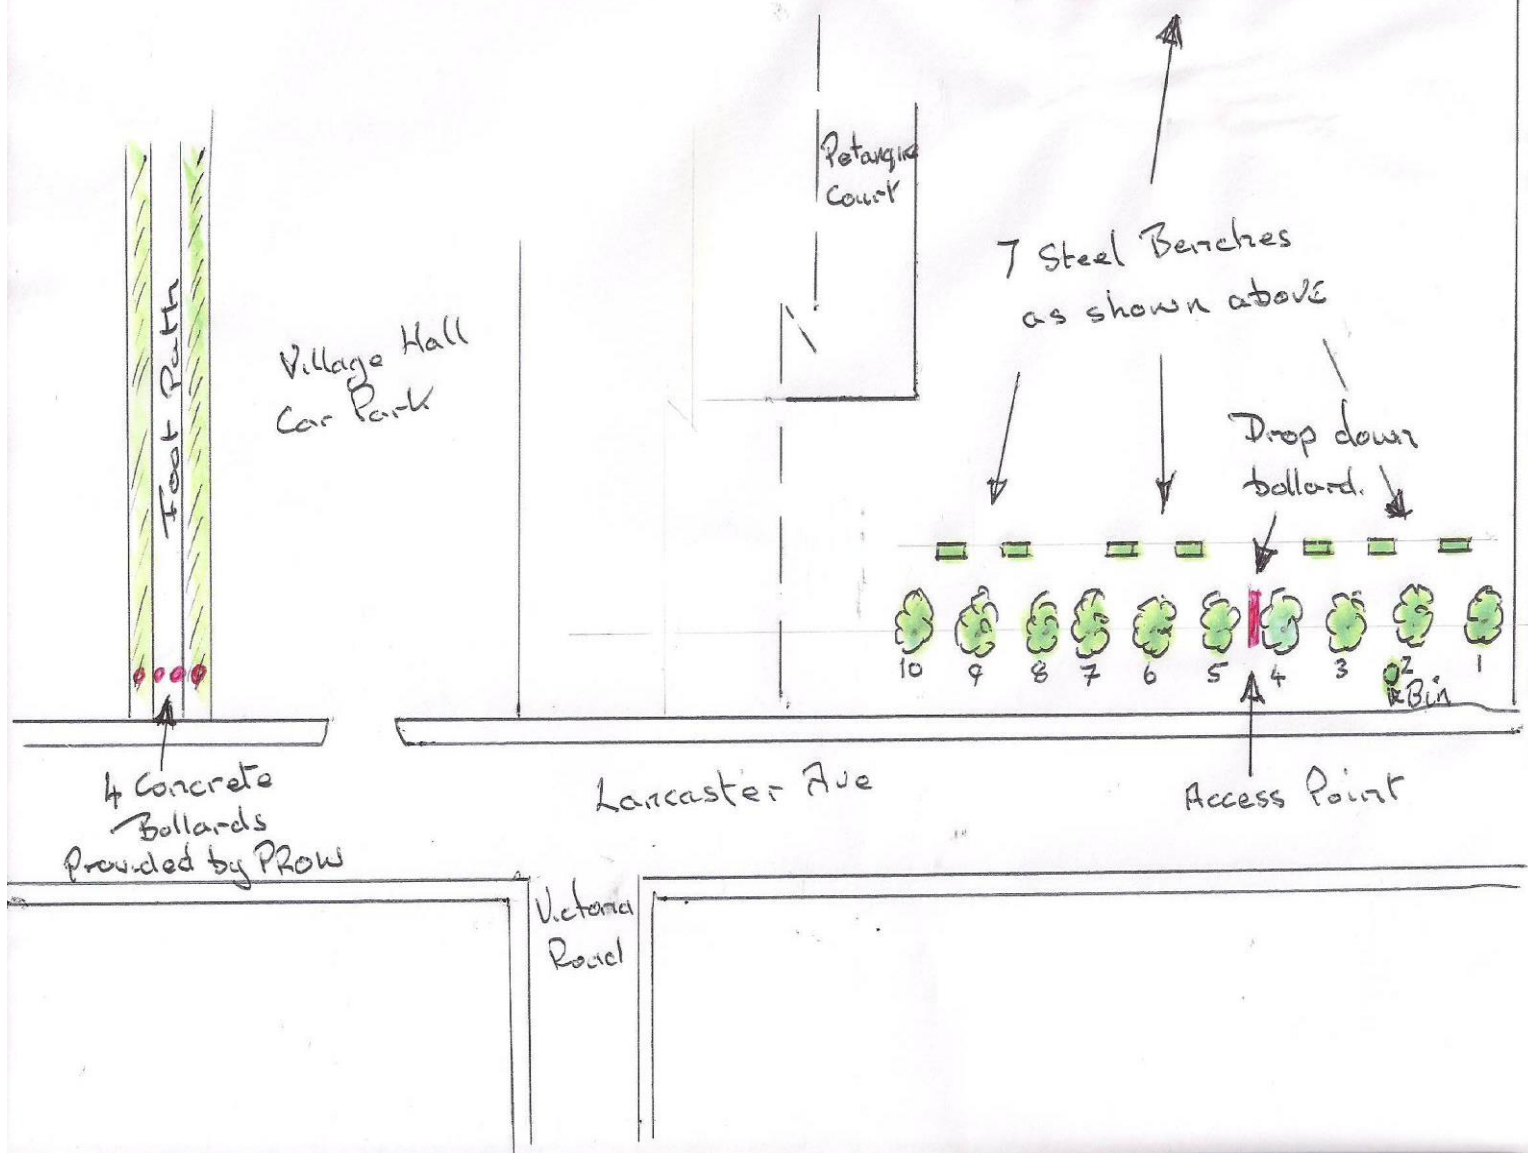 Petanque
Court
7 Steel Benches
as shown above
Foot Path
Village Hall
Car Park
Drop down
bollard.
10 9 8 7 6 5 4 3 2 1
Bin
4 Concrete
Bollards
Provided by PROW
Lancaster Ave
Access Point
Victoria
Road